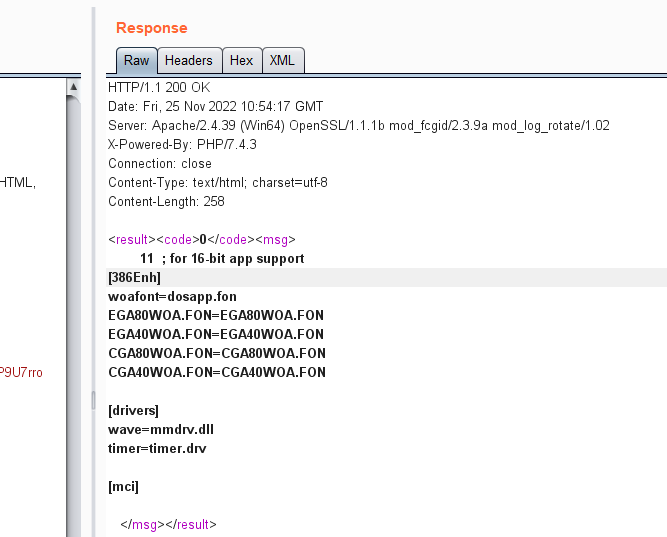 Response
Raw Headers Hex XML
HTTP/1.1 200 OK
Date: Fri, 25 Nov 2022 10:54:17 GMT
Server: Apache/2.4.39 (Win64) OpenSSL/1.1.1b mod_fcgid/2.3.9a mod_log_rotate/1.02
X-Powered-By: PHP/7.4.3
Connection: close
HTML,
Content-Type: text/html; charset=utf-8
Content-Length: 258
<result><code>0</code><msg>
11 ; for 16-bit app support
[386Enh]
woafont=dosapp.fon
EGA80WOA.FON=EGA80WOA.FON
EGA40WOA.FON=EGA40WOA.FON
CGA80WOA.FON=CGA80WOA.FON
P9U7rro
CGA40WOA.FON=CGA40WOA.FON
[drivers]
wave=mmdrv.dll
timer=timer.drv
[mci]
</msg></result>